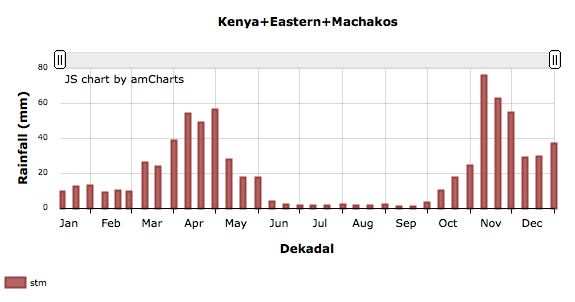 Kenya+Eastern+Machakos
JS chart by amCharts
Rainfall (mm)
80
60
40
20
0
Jan Feb Mar Apr May Jun Jul Aug Sep Oct Nov Dec
Dekadal
stm